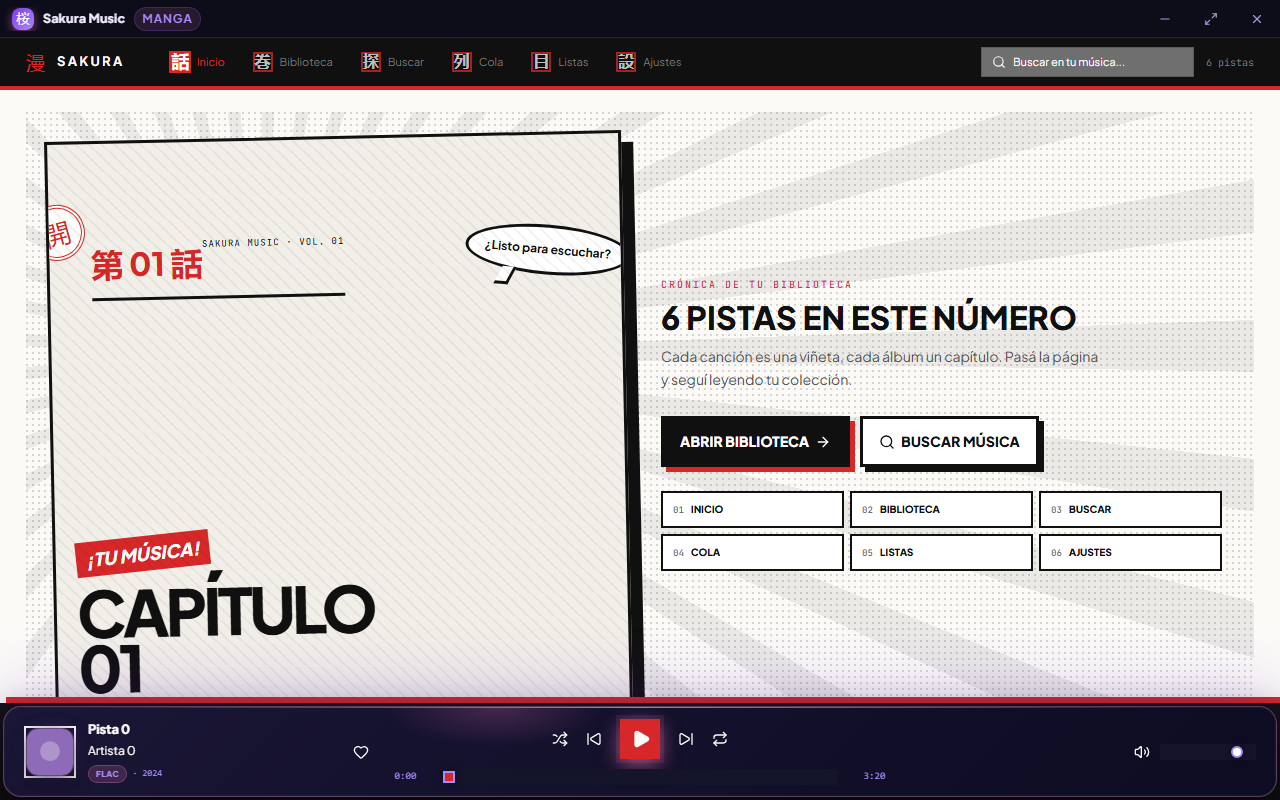 桜 Sakura Music MANGA
漫 SAKURA 話 Inicio 巻 Biblioteca 探 Buscar 列 Cola 目 Listas 設 Ajustes Buscar en tu música... 6 pistas
開
第 01 話
SAKURA MUSIC · VOL. 01
¿Listo para escuchar?
¡TU MÚSICA!
CAPÍTULO
01
CRÓNICA DE TU BIBLIOTECA
6 PISTAS EN ESTE NÚMERO
Cada canción es una viñeta, cada álbum un capítulo. Pasá la página
y seguí leyendo tu colección.
ABRIR BIBLIOTECA → BUSCAR MÚSICA
01 INICIO 02 BIBLIOTECA 03 BUSCAR
04 COLA 05 LISTAS 06 AJUSTES
Pista 0
Artista 0
FLAC · 2024
0:00 3:20